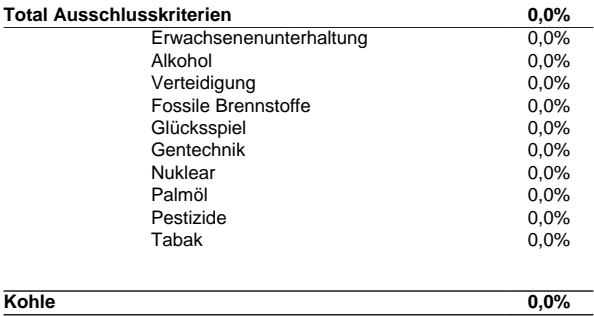 Total Ausschlusskriterien 0,0%
Erwachsenenunterhaltung 0,0%
Alkohol 0,0%
Verteidigung 0,0%
Fossile Brennstoffe 0,0%
Glücksspiel 0,0%
Gentechnik 0,0%
Nuklear 0,0%
Palmöl 0,0%
Pestizide 0,0%
Tabak 0,0%
Kohle 0,0%